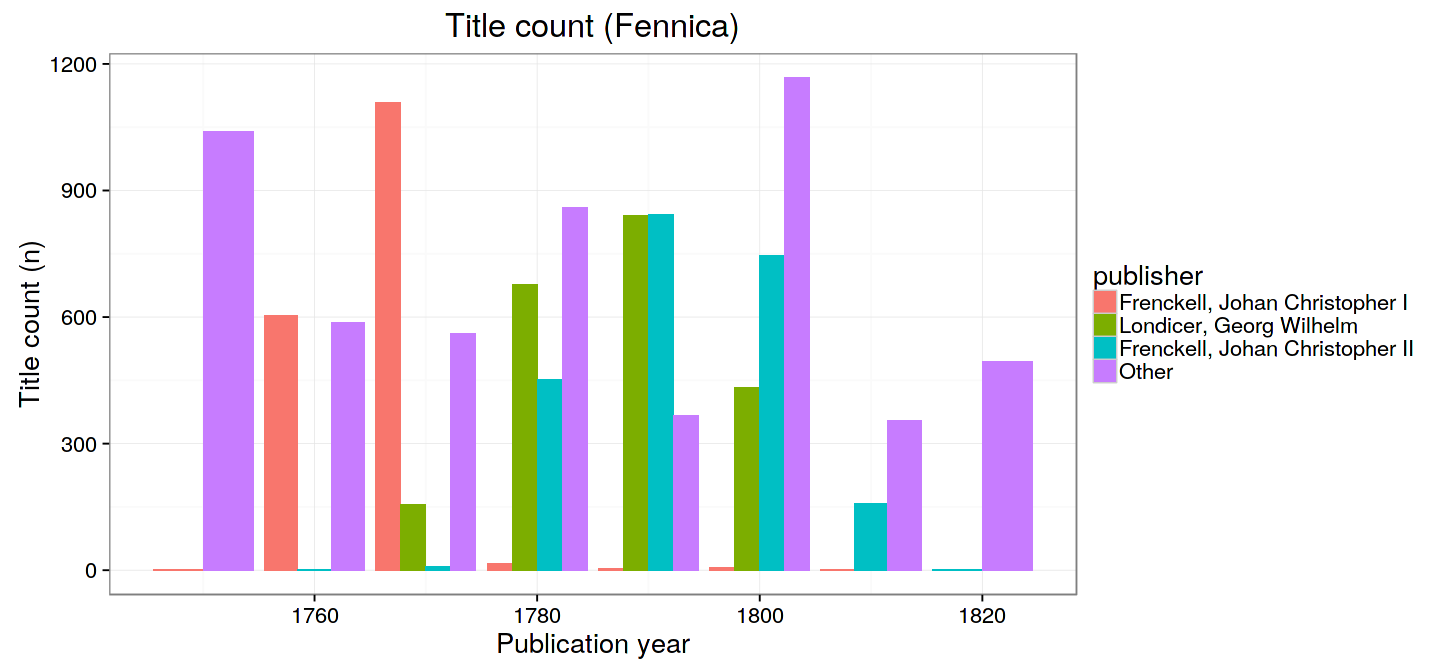 Title count (Fennica)
1200
900
600
300
0
Title count (n)
1760 1780 1800 1820
Publication year
publisher
Frenckell, Johan Christopher I
Londicer, Georg Wilhelm
Frenckell, Johan Christopher II
Other